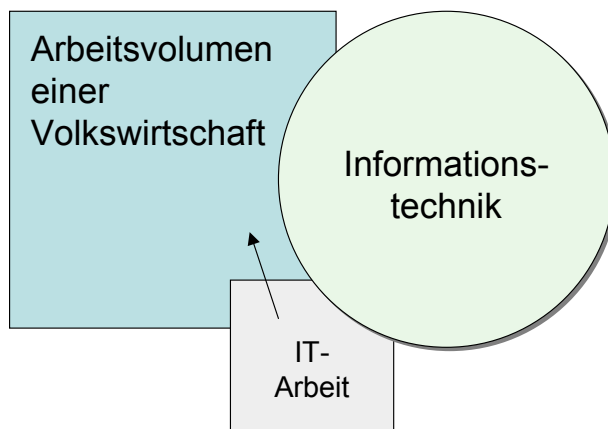 Arbeitsvolumen
einer
Volkswirtschaft
Informations-
technik
IT-
Arbeit